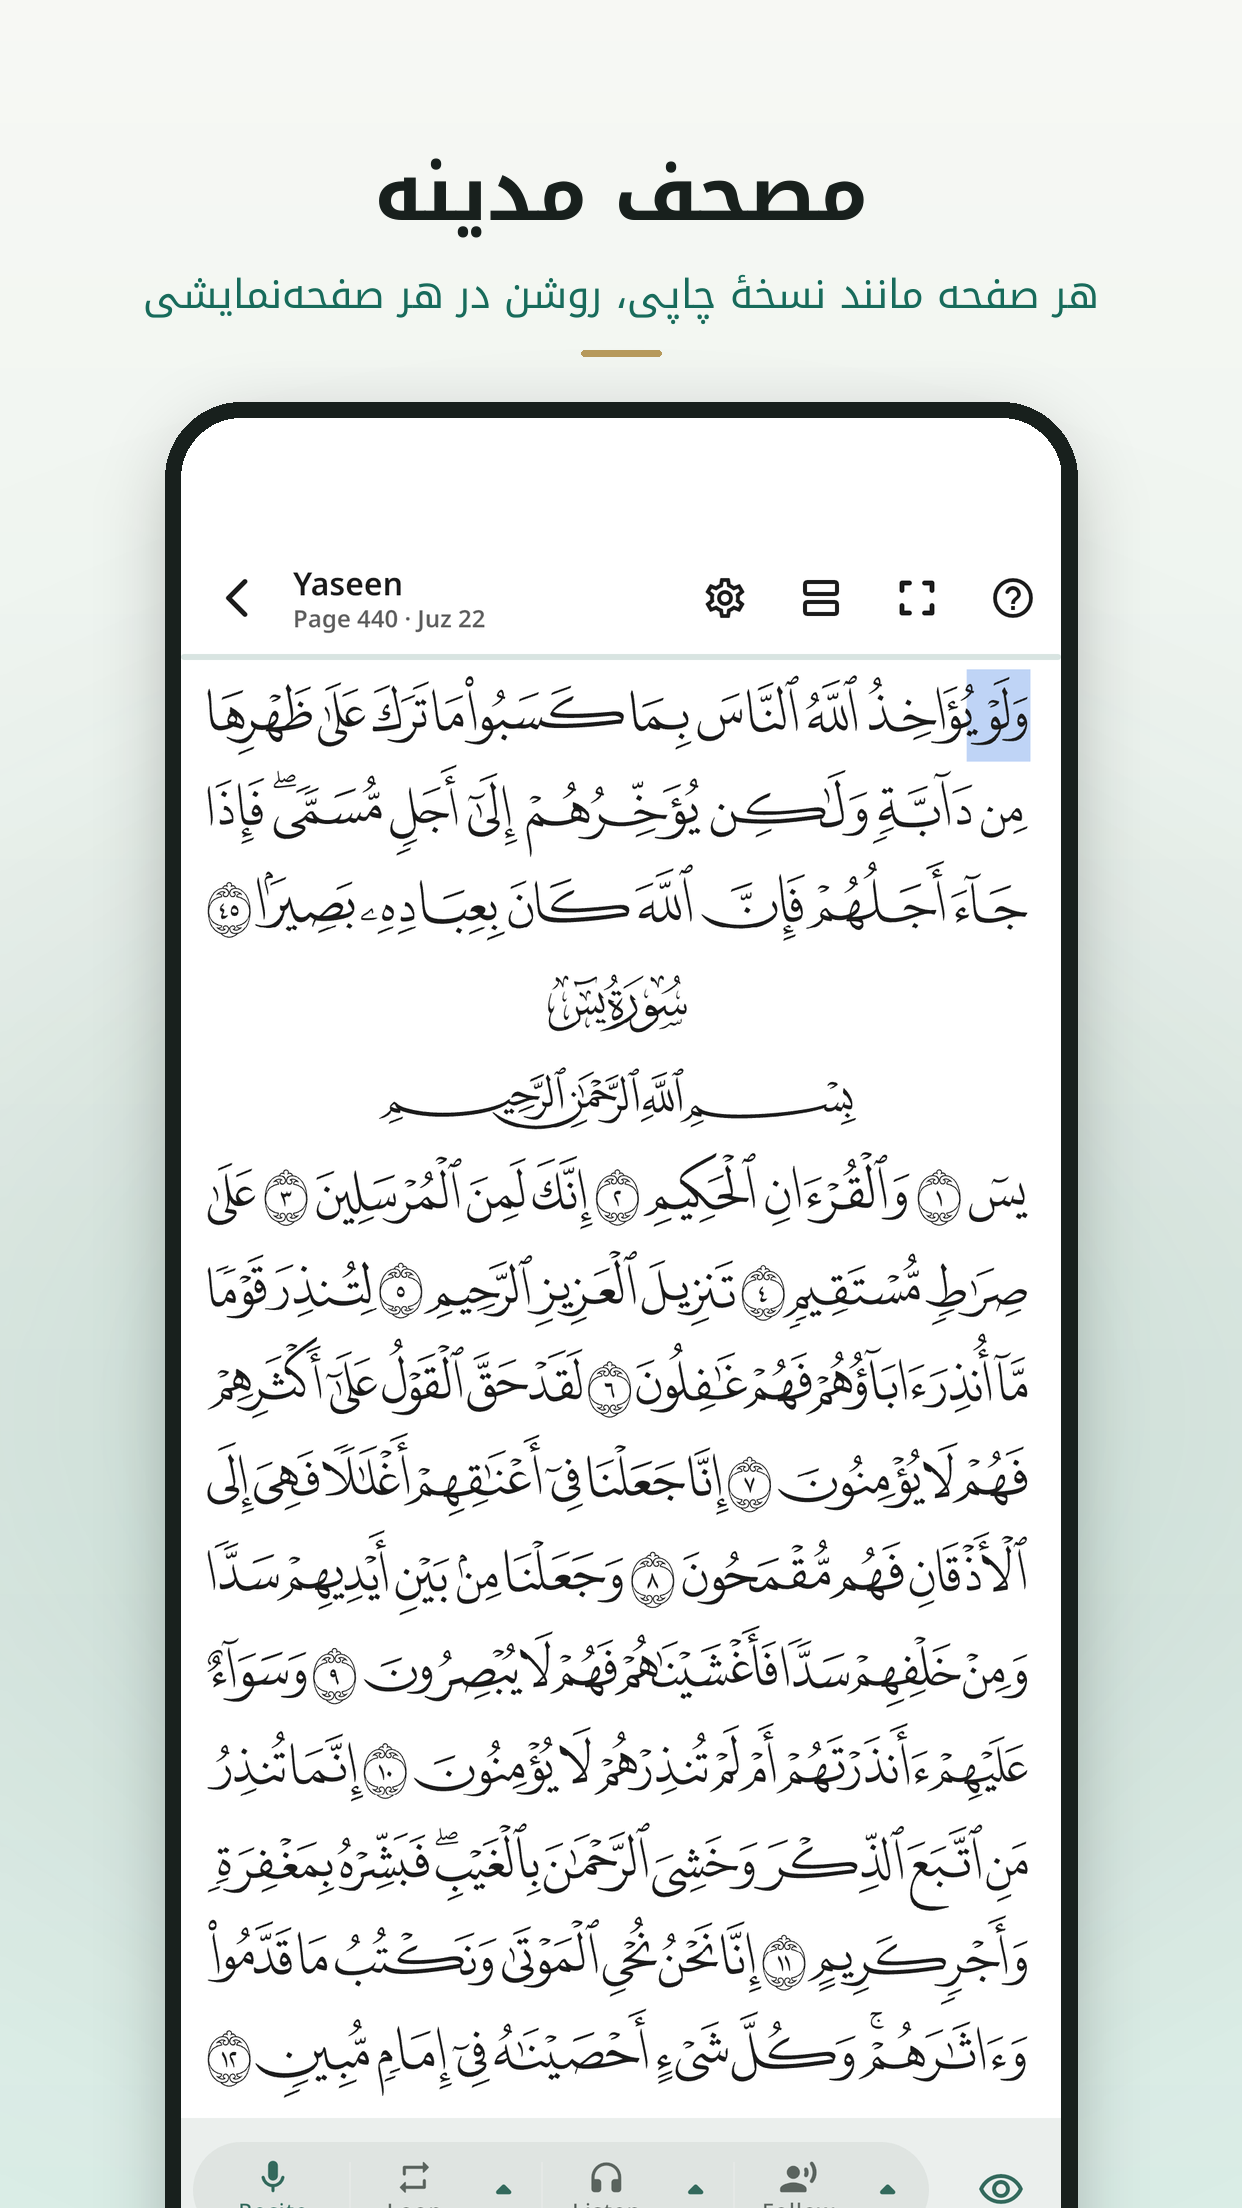 مصحف مدینه
هر صفحه مانند نسخهٔ چاپی، روشن در هر صفحه‌نمایشی
Yaseen
Page 440 · Juz 22
وَلَوْ يُؤَاخِذُ ٱللَّهُ ٱلنَّاسَ بِمَا كَسَبُوا۟ مَا تَرَكَ عَلَىٰ ظَهْرِهَا
مِن دَآبَّةٍ وَلَـٰكِن يُؤَخِّرُهُمْ إِلَىٰٓ أَجَلٍ مُّسَمًّى ۖ فَإِذَا
جَآءَ أَجَلُهُمْ فَإِنَّ ٱللَّهَ كَانَ بِعِبَادِهِۦ بَصِيرًۢا ٤٥
سُورَةُ يسٓ
بِسْمِ ٱللَّهِ ٱلرَّحْمَـٰنِ ٱلرَّحِيمِ
يسٓ ١ وَٱلْقُرْءَانِ ٱلْحَكِيمِ ٢ إِنَّكَ لَمِنَ ٱلْمُرْسَلِينَ ٣ عَلَىٰ
صِرَٰطٍ مُّسْتَقِيمٍ ٤ تَنزِيلَ ٱلْعَزِيزِ ٱلرَّحِيمِ ٥ لِتُنذِرَ قَوْمًا
مَّآ أُنذِرَ ءَابَآؤُهُمْ فَهُمْ غَـٰفِلُونَ ٦ لَقَدْ حَقَّ ٱلْقَوْلُ عَلَىٰٓ أَكْثَرِهِمْ
فَهُمْ لَا يُؤْمِنُونَ ٧ إِنَّا جَعَلْنَا فِىٓ أَعْنَـٰقِهِمْ أَغْلَـٰلًا فَهِىَ إِلَى
ٱلْأَذْقَانِ فَهُم مُّقْمَحُونَ ٨ وَجَعَلْنَا مِنۢ بَيْنِ أَيْدِيهِمْ سَدًّا
وَمِنْ خَلْفِهِمْ سَدًّا فَأَغْشَيْنَـٰهُمْ فَهُمْ لَا يُبْصِرُونَ ٩ وَسَوَآءٌ
عَلَيْهِمْ ءَأَنذَرْتَهُمْ أَمْ لَمْ تُنذِرْهُمْ لَا يُؤْمِنُونَ ١٠ إِنَّمَا تُنذِرُ
مَنِ ٱتَّبَعَ ٱلذِّكْرَ وَخَشِىَ ٱلرَّحْمَـٰنَ بِٱلْغَيْبِ ۖ فَبَشِّرْهُ بِمَغْفِرَةٍ
وَأَجْرٍ كَرِيمٍ ١١ إِنَّا نَحْنُ نُحْىِ ٱلْمَوْتَىٰ وَنَكْتُبُ مَا قَدَّمُوا۟
وَءَاثَـٰرَهُمْ ۚ وَكُلَّ شَىْءٍ أَحْصَيْنَـٰهُ فِىٓ إِمَامٍ مُّبِينٍ ١٢